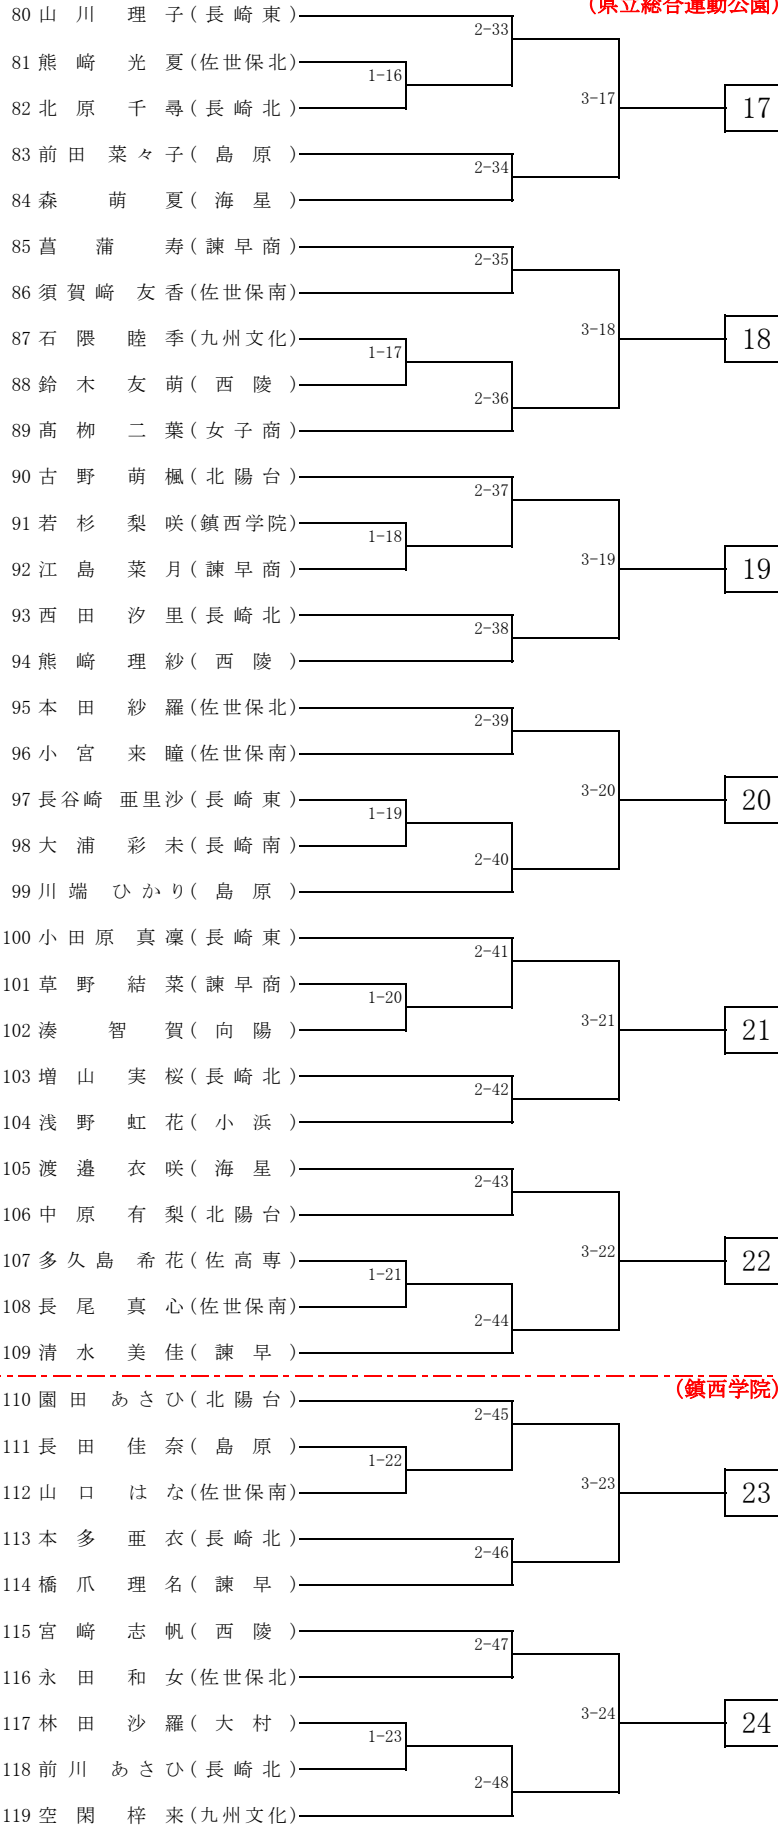 (県立総合運動公園)
80 山川 理子 (長崎東)
2-33
81 熊﨑 光夏 (佐世保北)
1-16
82 北原 千尋 (長崎北)
3-17
17
83 前田 菜々子 (島原)
2-34
84 森 萌夏 (海星)
85 菖蒲 寿 (諫早商)
2-35
86 須賀﨑 友香 (佐世保南)
87 石隈 睦季 (九州文化)
3-18
18
1-17
88 鈴木 友萌 (西陵)
2-36
89 髙栁 二葉 (女子商)
90 古野 萌楓 (北陽台)
2-37
91 若杉 梨咲 (鎮西学院)
1-18
92 江島 菜月 (諫早商)
3-19
19
93 西田 汐里 (長崎北)
2-38
94 熊﨑 理紗 (西陵)
95 本田 紗羅 (佐世保北)
2-39
96 小宮 来瞳 (佐世保南)
97 長谷崎 亜里沙 (長崎東)
3-20
20
1-19
98 大浦 彩未 (長崎南)
2-40
99 川端 ひかり (島原)
100 小田原 真凜 (長崎東)
2-41
101 草野 結菜 (諫早商)
1-20
102 湊 智賀 (向陽)
3-21
21
103 増山 実桜 (長崎北)
2-42
104 浅野 虹花 (小浜)
105 渡邉 衣咲 (海星)
2-43
106 中原 有梨 (北陽台)
107 多久島 希花 (佐高専)
3-22
22
1-21
108 長尾 真心 (佐世保南)
2-44
109 清水 美佳 (諫早)
(鎮西学院)
110 園田 あさひ (北陽台)
2-45
111 長田 佳奈 (島原)
1-22
112 山口 はな (佐世保南)
3-23
23
113 本多 亜衣 (長崎北)
2-46
114 橋爪 理名 (諫早)
115 宮﨑 志帆 (西陵)
2-47
116 永田 和女 (佐世保北)
117 林田 沙羅 (大村)
3-24
24
1-23
118 前川 あさひ (長崎北)
2-48
119 空閑 梓来 (九州文化)